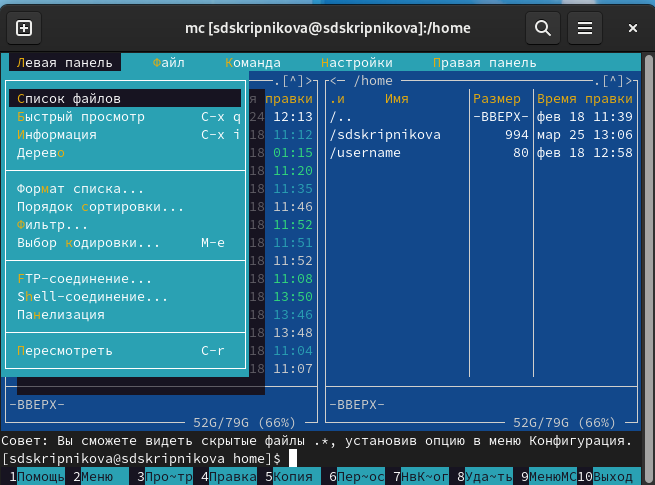 mc [sdskripnikova@sdskripnikova]:/home
Левая панель Файл Команда Настройки Правая панель
.[^]> <— /home .[^]>
Список файлов я правки .и Имя Размер Время правки
Быстрый просмотр C-x q 24 12:13 /.. -ВВЕРХ- фев 18 11:39
Информация C-x i 18 11:12 /sdskripnikova 994 мар 25 13:06
Дерево 18 01:15 /username 80 фев 18 12:58
18 11:20
Формат списка... 18 11:35
Порядок сортировки... 18 11:46
Фильтр... 18 11:52
Выбор кодировки... M-e 18 11:51
18 11:52
FTP-соединение... 18 11:08
Shell-соединение... 18 13:50
Панелизация 18 13:46
18 13:48
Пересмотреть C-r 18 11:04
18 11:07
-ВВЕРХ- -ВВЕРХ-
52G/79G (66%) 52G/79G (66%)
Совет: Вы сможете видеть скрытые файлы .*, установив опцию в меню Конфигурация.
[sdskripnikova@sdskripnikova home]$
1Помощь 2Меню 3Про~тр 4Правка 5Копия 6Пер~ос 7НвК~ог 8Уда~ть 9МенюMC 10Выход